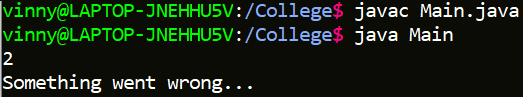 vinny@LAPTOP-JNEHHU5V:/College$ javac Main.java
vinny@LAPTOP-JNEHHU5V:/College$ java Main
2
Something went wrong...